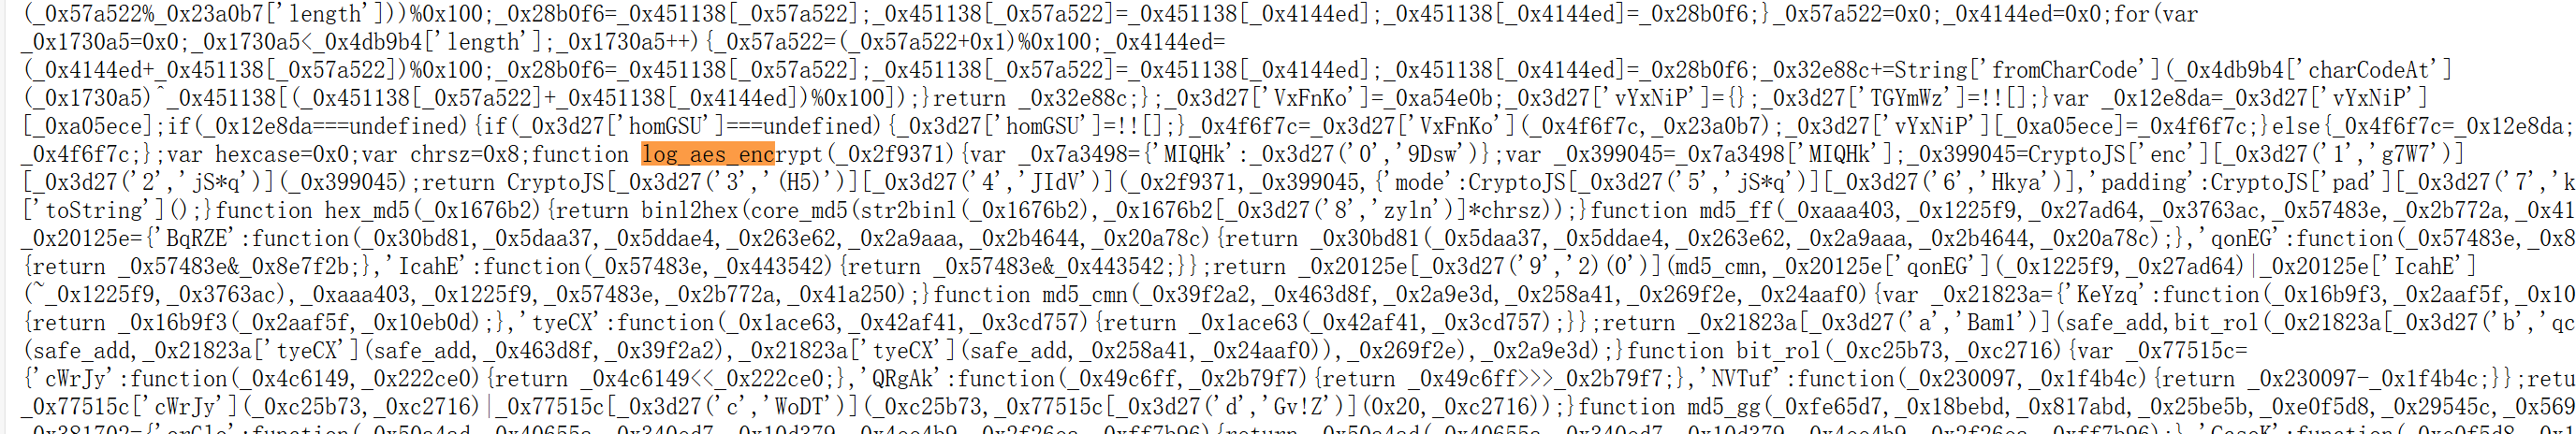 (_0x57a522%_0x23a0b7['length']))%0x100;_0x28b0f6=_0x451138[_0x57a522];_0x451138[_0x57a522]=_0x451138[_0x4144ed];_0x451138[_0x4144ed]=_0x28b0f6;}_0x57a522=0x0;_0x4144ed=0x0;for(var
_0x1730a5=0x0;_0x1730a5<_0x4db9b4['length'];_0x1730a5++){_0x57a522=(_0x57a522+0x1)%0x100;_0x4144ed=
(_0x4144ed+_0x451138[_0x57a522])%0x100;_0x28b0f6=_0x451138[_0x57a522];_0x451138[_0x57a522]=_0x451138[_0x4144ed];_0x451138[_0x4144ed]=_0x28b0f6;_0x32e88c+=String['fromCharCode'](_0x4db9b4['charCodeAt']
(_0x1730a5)^_0x451138[(_0x451138[_0x57a522]+_0x451138[_0x4144ed])%0x100]);}return _0x32e88c;};_0x3d27['VxFnKo']=_0xa54e0b;_0x3d27['vYxNiP']={};_0x3d27['TGYmWz']=!![];}var _0x12e8da=_0x3d27['vYxNiP']
[_0xa05ece];if(_0x12e8da===undefined){if(_0x3d27['homGSU']===undefined){_0x3d27['homGSU']=!![];}_0x4f6f7c=_0x3d27['VxFnKo'](_0x4f6f7c,_0x23a0b7);_0x3d27['vYxNiP'][_0xa05ece]=_0x4f6f7c;}else{_0x4f6f7c=_0x12e8da;
_0x4f6f7c;};var hexcase=0x0;var chrsz=0x8;function log_aes_encrypt(_0x2f9371){var _0x7a3498={'MIQHk':_0x3d27('0','9Dsw')};var _0x399045=_0x7a3498['MIQHk'];_0x399045=CryptoJS['enc'][_0x3d27('1','g7W7')]
[_0x3d27('2','jS*q')](_0x399045);return CryptoJS[_0x3d27('3','(H5)')][_0x3d27('4','JIdV')](_0x2f9371,_0x399045,{'mode':CryptoJS[_0x3d27('5','jS*q')][_0x3d27('6','Hkya')],'padding':CryptoJS['pad'][_0x3d27('7','k
['toString']();}function hex_md5(_0x1676b2){return binl2hex(core_md5(str2binl(_0x1676b2),_0x1676b2[_0x3d27('8','zyln')]*chrsz));}function md5_ff(_0xaaa403,_0x1225f9,_0x27ad64,_0x3763ac,_0x57483e,_0x2b772a,_0x41
_0x20125e={'BqRZE':function(_0x30bd81,_0x5daa37,_0x5ddae4,_0x263e62,_0x2a9aaa,_0x2b4644,_0x20a78c){return _0x30bd81(_0x5daa37,_0x5ddae4,_0x263e62,_0x2a9aaa,_0x2b4644,_0x20a78c);},'qonEG':function(_0x57483e,_0x8
{return _0x57483e&_0x8e7f2b;},'IcahE':function(_0x57483e,_0x443542){return _0x57483e&_0x443542;}};return _0x20125e[_0x3d27('9','2)(0')](md5_cmn,_0x20125e['qonEG'](_0x1225f9,_0x27ad64)|_0x20125e['IcahE']
(~_0x1225f9,_0x3763ac),_0xaaa403,_0x1225f9,_0x57483e,_0x2b772a,_0x41a250);}function md5_cmn(_0x39f2a2,_0x463d8f,_0x2a9e3d,_0x258a41,_0x269f2e,_0x24aaf0){var _0x21823a={'KeYzq':function(_0x16b9f3,_0x2aaf5f,_0x10
{return _0x16b9f3(_0x2aaf5f,_0x10eb0d);},'tyeCX':function(_0x1ace63,_0x42af41,_0x3cd757){return _0x1ace63(_0x42af41,_0x3cd757);}};return _0x21823a[_0x3d27('a','Bam1')](safe_add,bit_rol(_0x21823a[_0x3d27('b','qc
(safe_add,_0x21823a['tyeCX'](safe_add,_0x463d8f,_0x39f2a2),_0x21823a['tyeCX'](safe_add,_0x258a41,_0x24aaf0)),_0x269f2e),_0x2a9e3d);}function bit_rol(_0xc25b73,_0xc2716){var _0x77515c=
{'cWrJy':function(_0x4c6149,_0x222ce0){return _0x4c6149<<_0x222ce0;},'QRgAk':function(_0x49c6ff,_0x2b79f7){return _0x49c6ff>>>_0x2b79f7;},'NVTuf':function(_0x230097,_0x1f4b4c){return _0x230097-_0x1f4b4c;}};retu
_0x77515c['cWrJy'](_0xc25b73,_0xc2716)|_0x77515c[_0x3d27('c','WoDT')](_0xc25b73,_0x77515c[_0x3d27('d','Gv!Z')](0x20,_0xc2716));}function md5_gg(_0xfe65d7,_0x18bebd,_0x817abd,_0x25be5b,_0xe0f5d8,_0x29545c,_0x569